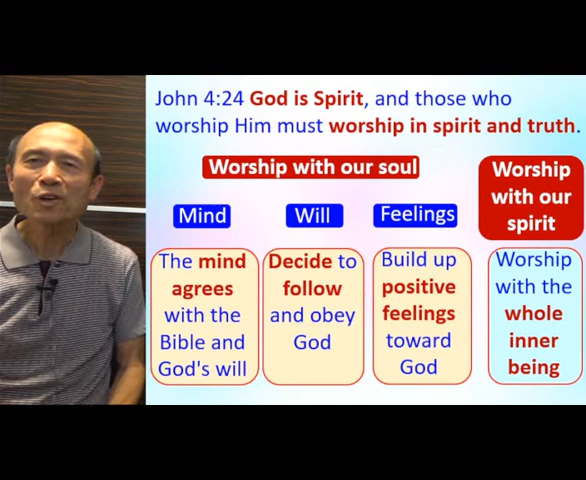 John 4:24 God is Spirit, and those who
worship Him must worship in spirit and truth.
Worship with our soul
Mind
Will
Feelings
The mind
agrees
with the
Bible and
God's will
Decide to
follow
and obey
God
Build up
positive
feelings
toward
God
Worship
with our
spirit
Worship
with the
whole
inner
being